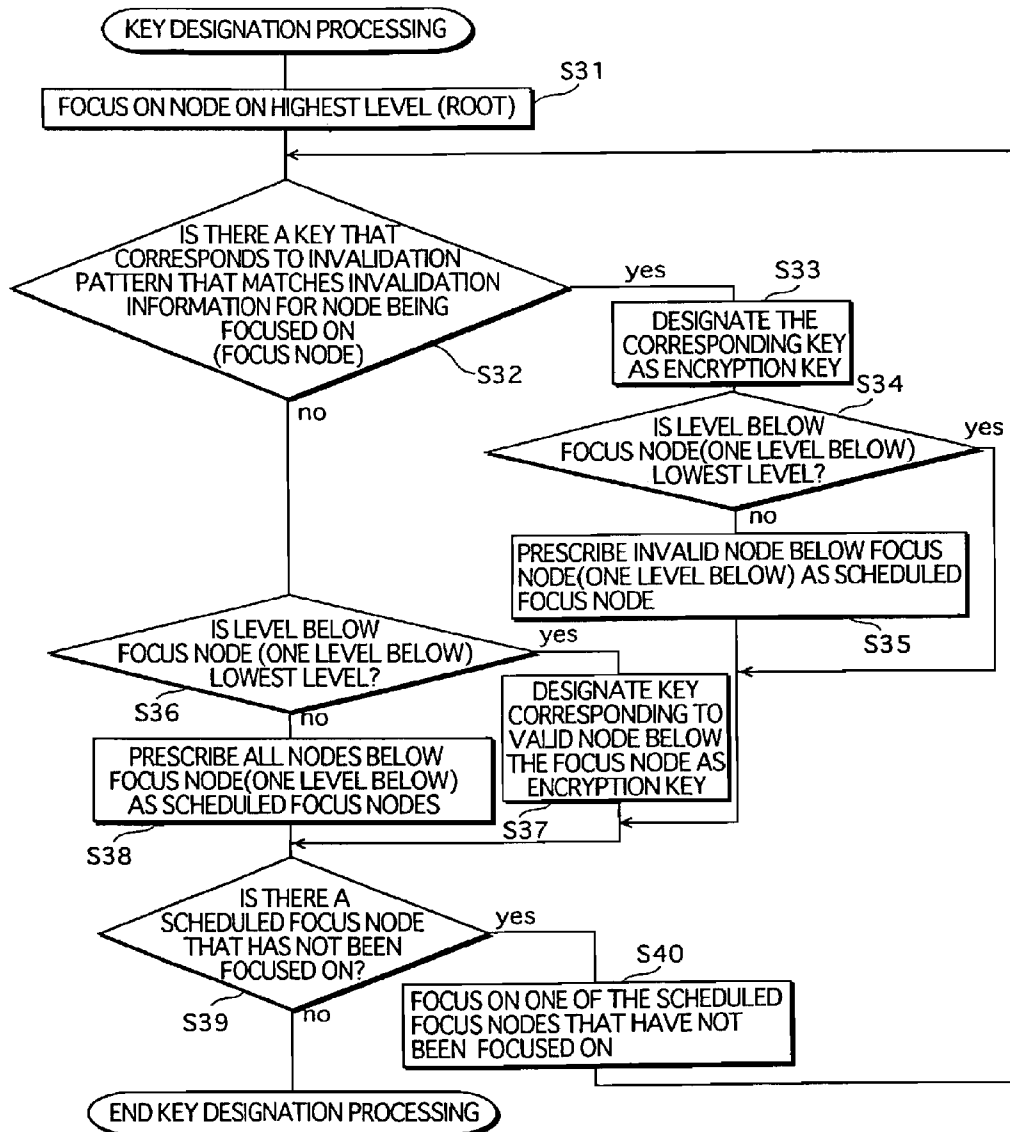 KEY DESIGNATION PROCESSING
S31
FOCUS ON NODE ON HIGHEST LEVEL (ROOT)
IS THERE A KEY THAT
CORRESPONDS TO INVALIDATION
PATTERN THAT MATCHES INVALIDATION
INFORMATION FOR NODE BEING
FOCUSED ON
(FOCUS NODE)
S32
yes
no
S33
DESIGNATE THE
CORRESPONDING KEY
AS ENCRYPTION KEY
S34
IS LEVEL BELOW
FOCUS NODE(ONE LEVEL BELOW)
LOWEST LEVEL?
yes
no
PRESCRIBE INVALID NODE BELOW FOCUS
NODE(ONE LEVEL BELOW) AS SCHEDULED
FOCUS NODE
S35
IS LEVEL BELOW
FOCUS NODE (ONE LEVEL BELOW)
LOWEST LEVEL?
yes
S36
no
DESIGNATE KEY
CORRESPONDING TO
VALID NODE BELOW
THE FOCUS NODE AS
ENCRYPTION KEY
S37
PRESCRIBE ALL NODES BELOW
FOCUS NODE(ONE LEVEL BELOW)
AS SCHEDULED FOCUS NODES
S38
IS THERE A
SCHEDULED FOCUS NODE
THAT HAS NOT BEEN
FOCUSED ON?
yes
S39
no
S40
FOCUS ON ONE OF THE SCHEDULED
FOCUS NODES THAT HAVE NOT
BEEN FOCUSED ON
END KEY DESIGNATION PROCESSING